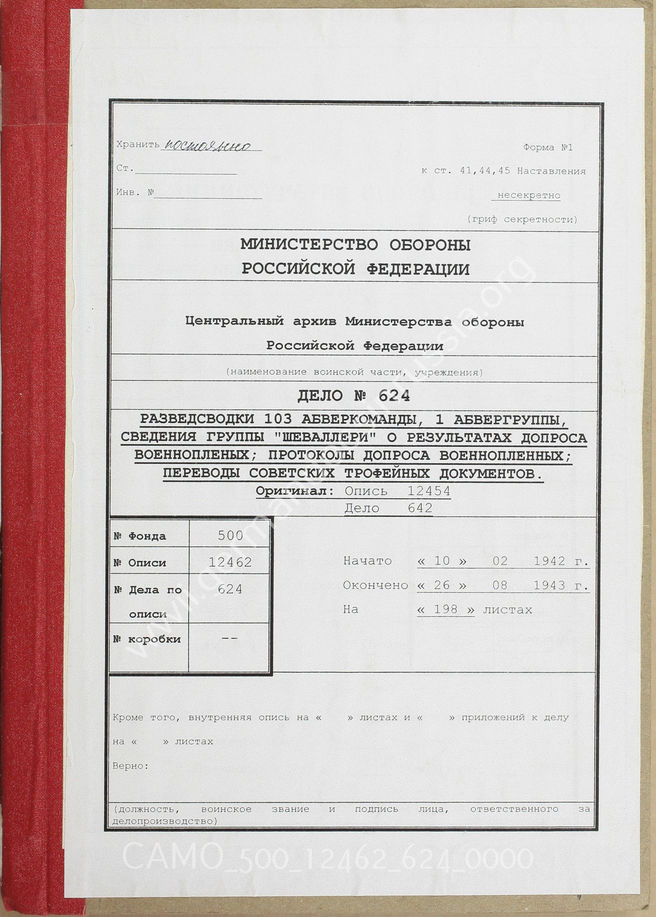 Хранить постоянно
Форма №1
Ст.
к ст. 41,44,45 Наставления
Инв. №
несекретно
(гриф секретности)
МИНИСТЕРСТВО ОБОРОНЫ
РОССИЙСКОЙ ФЕДЕРАЦИИ
Центральный архив Министерства обороны
Российской Федерации
(наименование воинской части, учреждения)
ДЕЛО № 624
РАЗВЕДСВОДКИ 103 АБВЕРКОМАНДЫ, 1 АБВЕРГРУППЫ,
СВЕДЕНИЯ ГРУППЫ "ШЕВАЛЛЕРИ" О РЕЗУЛЬТАТАХ ДОПРОСА
ВОЕННОПЛЕНЫХ; ПРОТОКОЛЫ ДОПРОСА ВОЕННОПЛЕННЫХ;
ПЕРЕВОДЫ СОВЕТСКИХ ТРОФЕЙНЫХ ДОКУМЕНТОВ.
Оригинал: Опись 12454
Дело 642
№ Фонда 500
№ Описи 12462
№ Дела по описи 624
№ коробки --
Начато « 10 » 02 1942 г.
Окончено « 26 » 08 1943 г.
На « 198 » листах
Кроме того, внутренняя опись на « » листах и « » приложений к делу
на « » листах
Верно:
(должность, воинское звание и подпись лица, ответственного за
делопроизводство)
CAMO_500_12462_624_0000